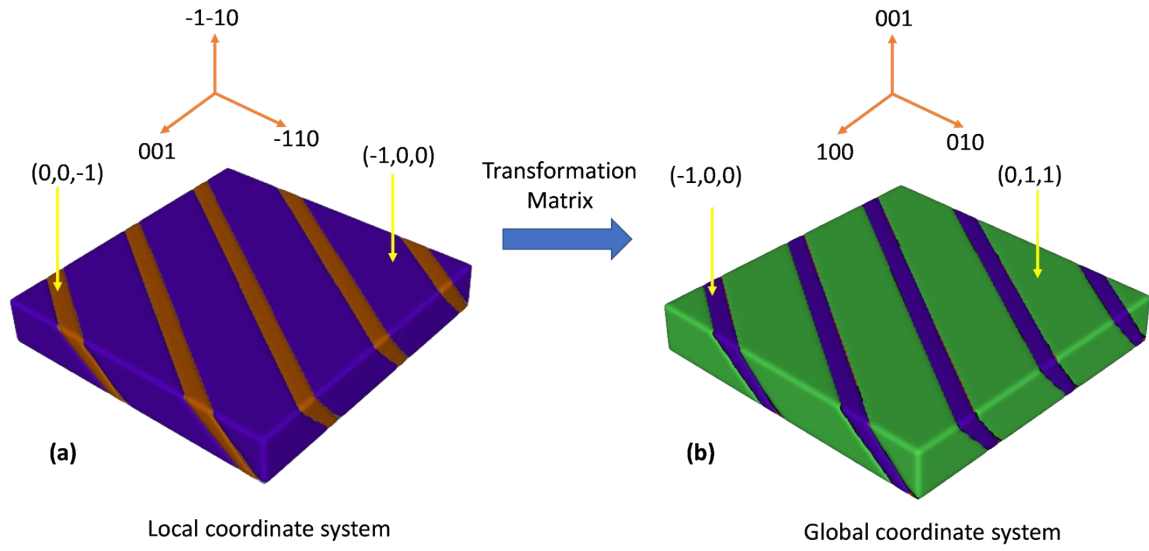 -1-10
001
-110
(0,0,-1)
(-1,0,0)
(a)
Local coordinate system
Transformation
Matrix
001
100
010
(-1,0,0)
(0,1,1)
(b)
Global coordinate system